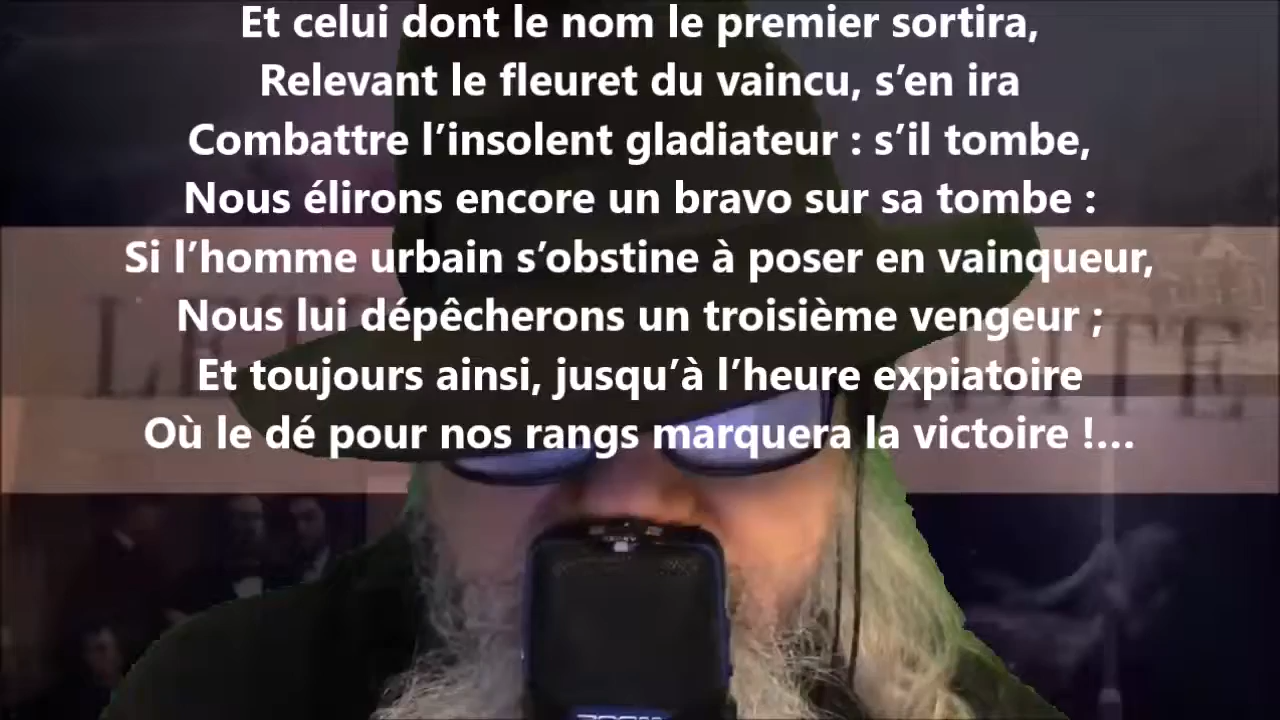 Et celui dont le nom le premier sortira,
Relevant le fleuret du vaincu, s’en ira
Combattre l’insolent gladiateur : s’il tombe,
Nous élirons encore un bravo sur sa tombe :
Si l’homme urbain s’obstine à poser en vainqueur,
Nous lui dépêcherons un troisième vengeur ;
Et toujours ainsi, jusqu’à l’heure expiatoire
Où le dé pour nos rangs marquera la victoire !…